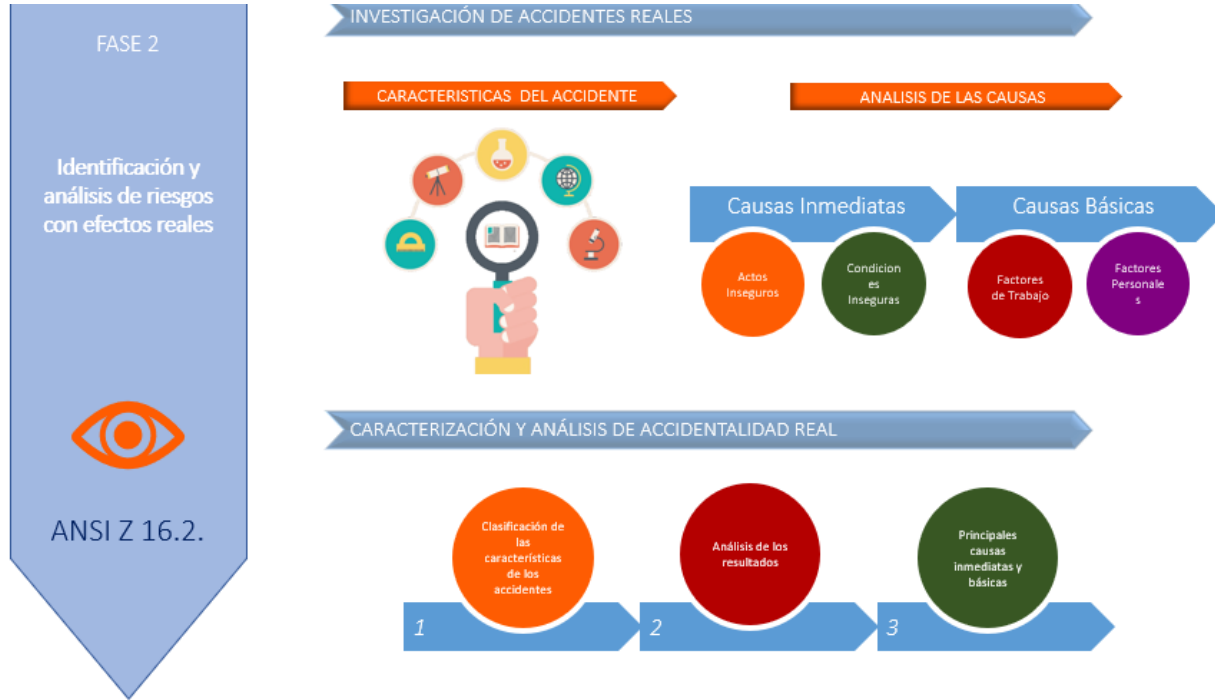 FASE 2
Identificación y
análisis de riesgos
con efectos reales
ANSI Z 16.2.
INVESTIGACIÓN DE ACCIDENTES REALES
CARACTERISTICAS DEL ACCIDENTE
ANALISIS DE LAS CAUSAS
Causas Inmediatas
Causas Básicas
Actos
Inseguros
Condicion
es
Inseguras
Factores
de Trabajo
Factores
Personale
s
CARACTERIZACIÓN Y ANÁLISIS DE ACCIDENTALIDAD REAL
1
Clasificación de
las
características
de los
accidentes
2
Análisis de los
resultados
3
Principales
causas
inmediatas y
básicas